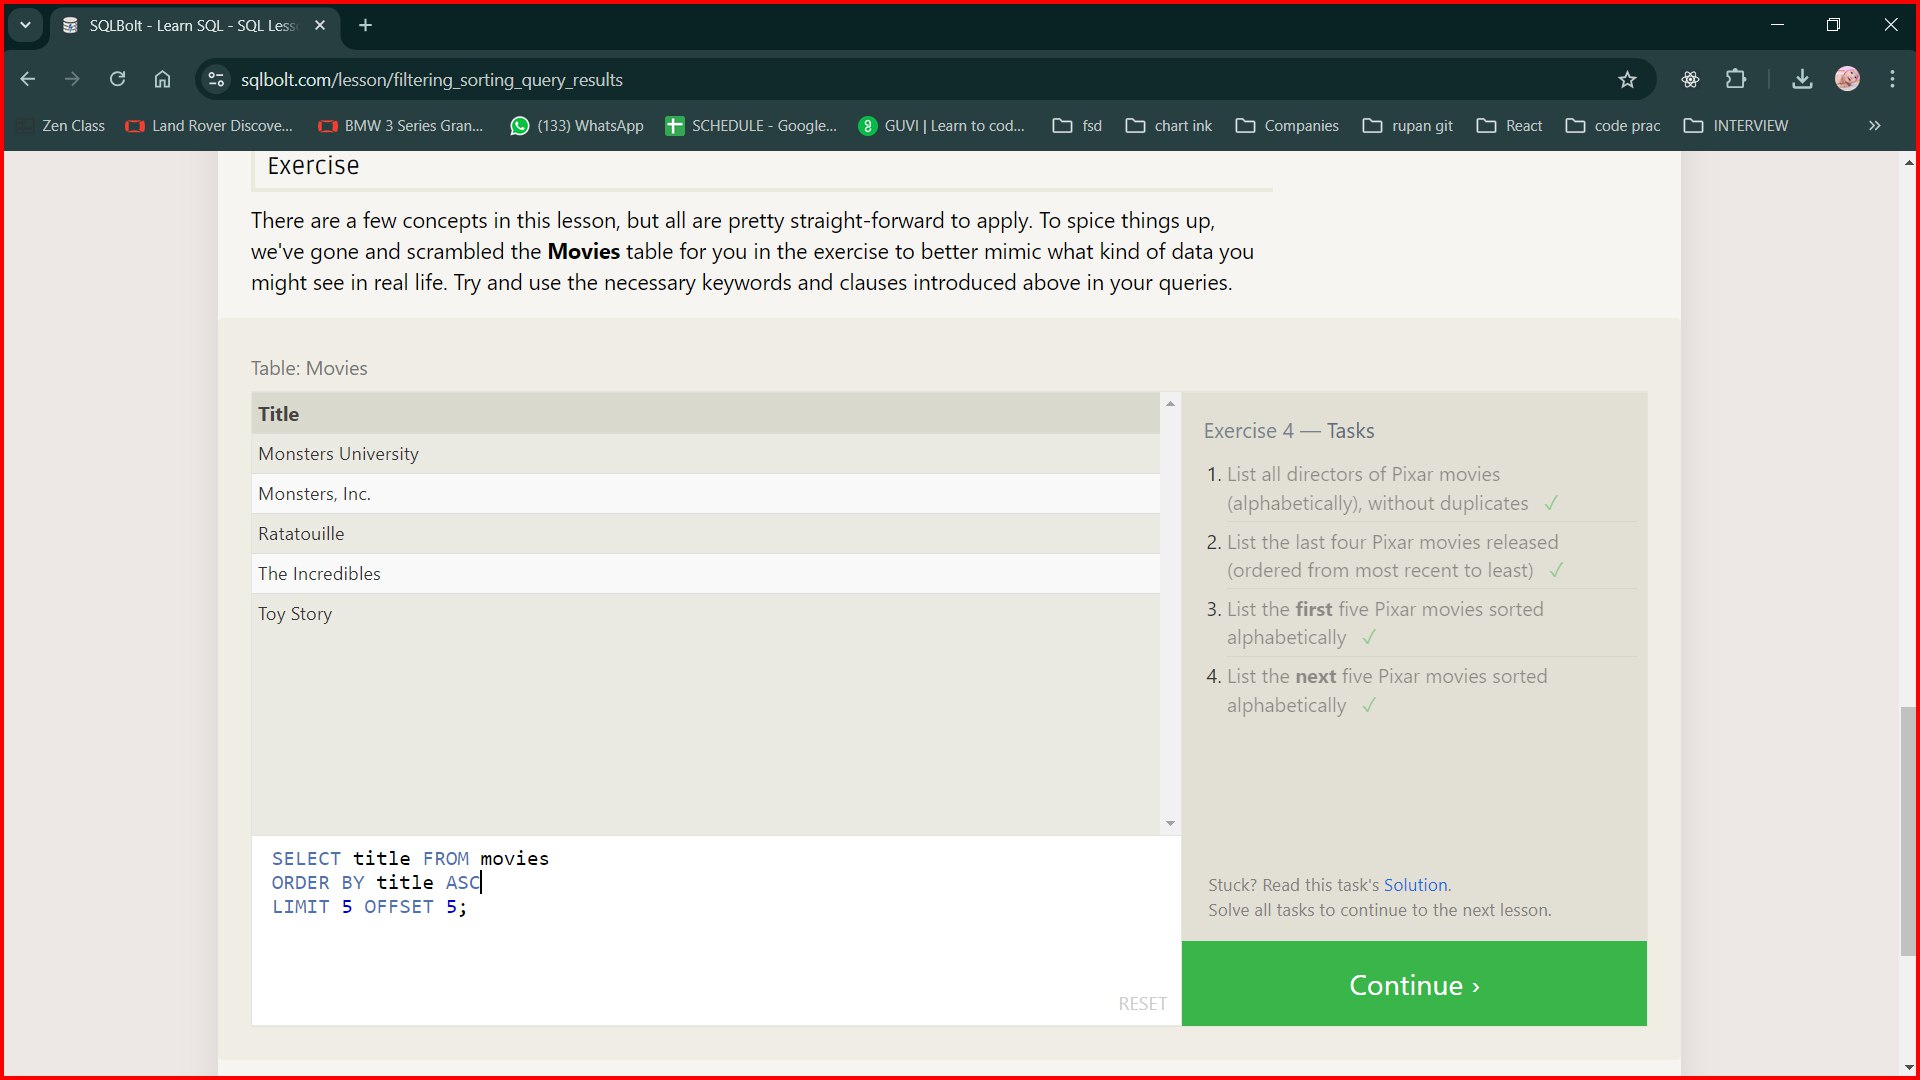 SQLBolt - Learn SQL - SQL Less
sqlbolt.com/lesson/filtering_sorting_query_results
Zen Class Land Rover Discove... BMW 3 Series Gran... (133) WhatsApp SCHEDULE - Google... GUVI | Learn to cod... fsd chart ink Companies rupan git React code prac INTERVIEW
Exercise
There are a few concepts in this lesson, but all are pretty straight-forward to apply. To spice things up,
we've gone and scrambled the Movies table for you in the exercise to better mimic what kind of data you
might see in real life. Try and use the necessary keywords and clauses introduced above in your queries.
Table: Movies
Title
Monsters University
Monsters, Inc.
Ratatouille
The Incredibles
Toy Story
SELECT title FROM movies
ORDER BY title ASC
LIMIT 5 OFFSET 5;
RESET
Exercise 4 — Tasks
1. List all directors of Pixar movies
(alphabetically), without duplicates ✓
2. List the last four Pixar movies released
(ordered from most recent to least) ✓
3. List the first five Pixar movies sorted
alphabetically ✓
4. List the next five Pixar movies sorted
alphabetically ✓
Stuck? Read this task's Solution.
Solve all tasks to continue to the next lesson.
Continue ›